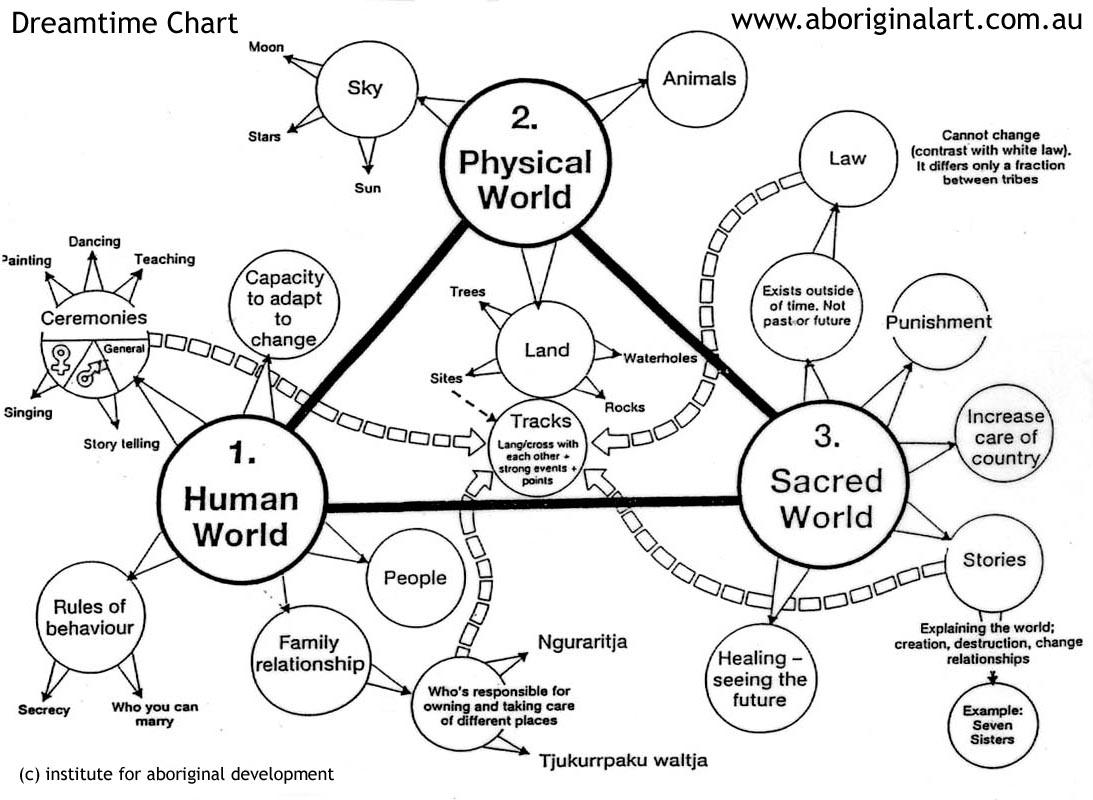 Dreamtime Chart
www.aboriginalart.com.au
Moon
Sky
Stars
Sun
2.
Physical
World
Animals
Law
Cannot change
(contrast with white law).
It differs only a fraction
between tribes
Painting
Dancing
Teaching
Ceremonies
General
Singing
Story telling
Capacity
to adapt
to
change
Trees
Land
Waterholes
Sites
Rocks
Exists outside
of time. Not
past or future
Punishment
Tracks
Lang/cross with
each other +
strong events +
points
1.
Human
World
3.
Sacred
World
Increase
care of
country
Stories
Explaining the world;
creation, destruction, change
relationships
Example:
Seven
Sisters
Rules of
behaviour
Secrecy
Who you can
marry
People
Family
relationship
Who's responsible for
owning and taking care
of different places
Nguraritja
Tjukurrpaku waltja
Healing –
seeing the
future
(c) institute for aboriginal development